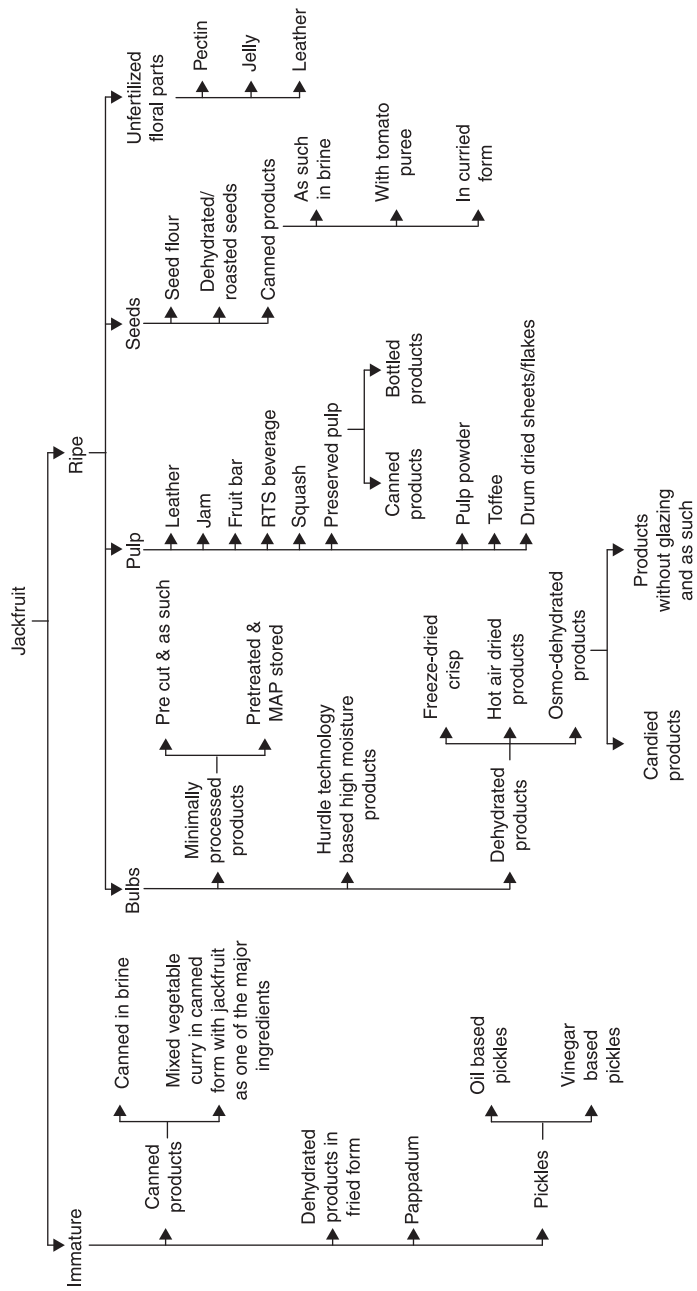 Jackfruit
Immature
Canned
products
Canned in brine
Mixed vegetable
curry in canned
form with jackfruit
as one of the major
ingredients
Dehydrated
products in
fried form
Pappadum
Pickles
Oil based
pickles
Vinegar
based
pickles
Ripe
Bulbs
Minimally
processed
products
Pre cut & as such
Pretreated &
MAP stored
Hurdle technology
based high moisture
products
Dehydrated
products
Freeze-dried
crisp
Hot air dried
products
Osmo-dehydrated
products
Candied
products
Products
without glazing
and as such
Pulp
Leather
Jam
Fruit bar
RTS beverage
Squash
Preserved pulp
Canned
products
Bottled
products
Pulp powder
Toffee
Drum dried sheets/flakes
Seeds
Seed flour
Dehydrated/
roasted seeds
Canned products
As such
in brine
With tomato
puree
In curried
form
Unfertilized
floral parts
Pectin
Jelly
Leather